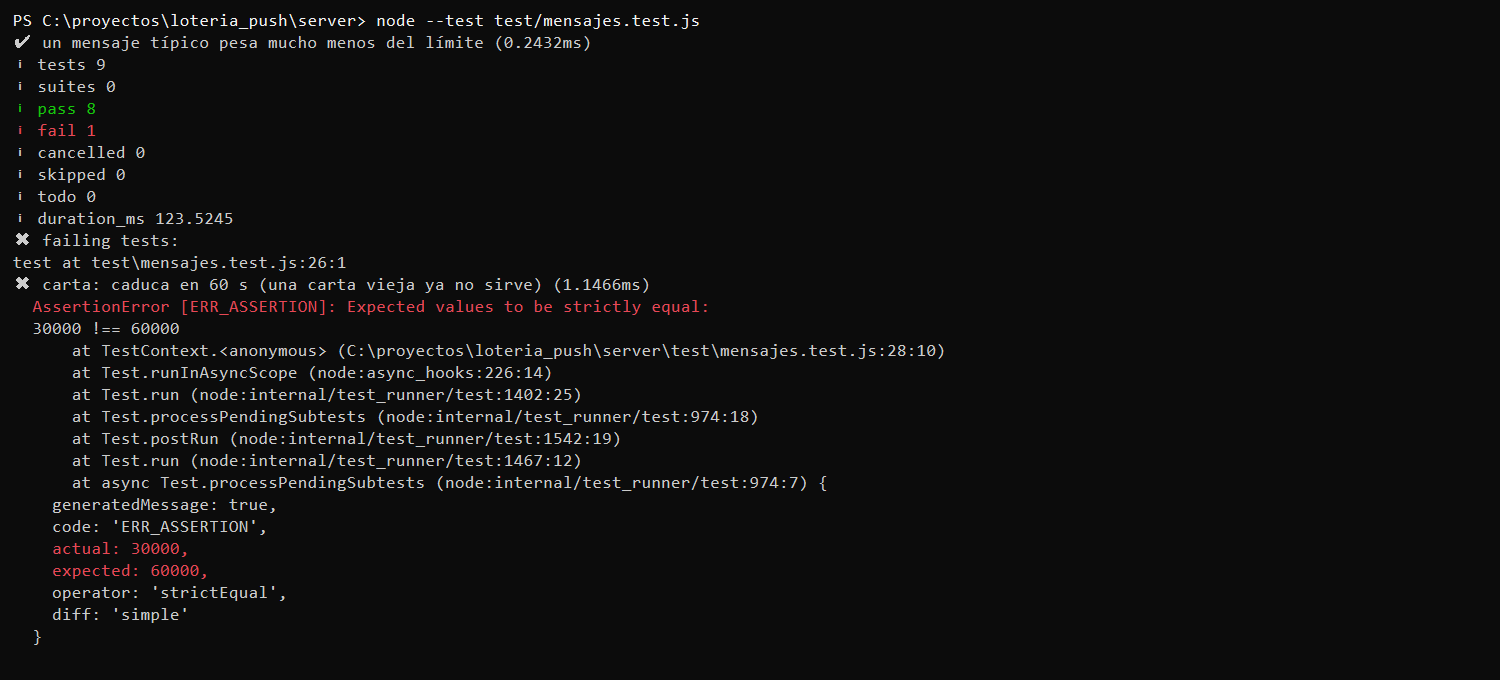 PS C:\proyectos\loteria_push\server> node --test test/mensajes.test.js
✔ un mensaje típico pesa mucho menos del límite (0.2432ms)
ℹ tests 9
ℹ suites 0
ℹ pass 8
ℹ fail 1
ℹ cancelled 0
ℹ skipped 0
ℹ todo 0
ℹ duration_ms 123.5245
✖ failing tests:
test at test\mensajes.test.js:26:1
✖ carta: caduca en 60 s (una carta vieja ya no sirve) (1.1466ms)
  AssertionError [ERR_ASSERTION]: Expected values to be strictly equal:
  30000 !== 60000
      at TestContext.<anonymous> (C:\proyectos\loteria_push\server\test\mensajes.test.js:28:10)
      at Test.runInAsyncScope (node:async_hooks:226:14)
      at Test.run (node:internal/test_runner/test:1402:25)
      at Test.processPendingSubtests (node:internal/test_runner/test:974:18)
      at Test.postRun (node:internal/test_runner/test:1542:19)
      at Test.run (node:internal/test_runner/test:1467:12)
      at async Test.processPendingSubtests (node:internal/test_runner/test:974:7) {
    generatedMessage: true,
    code: 'ERR_ASSERTION',
    actual: 30000,
    expected: 60000,
    operator: 'strictEqual',
    diff: 'simple'
  }